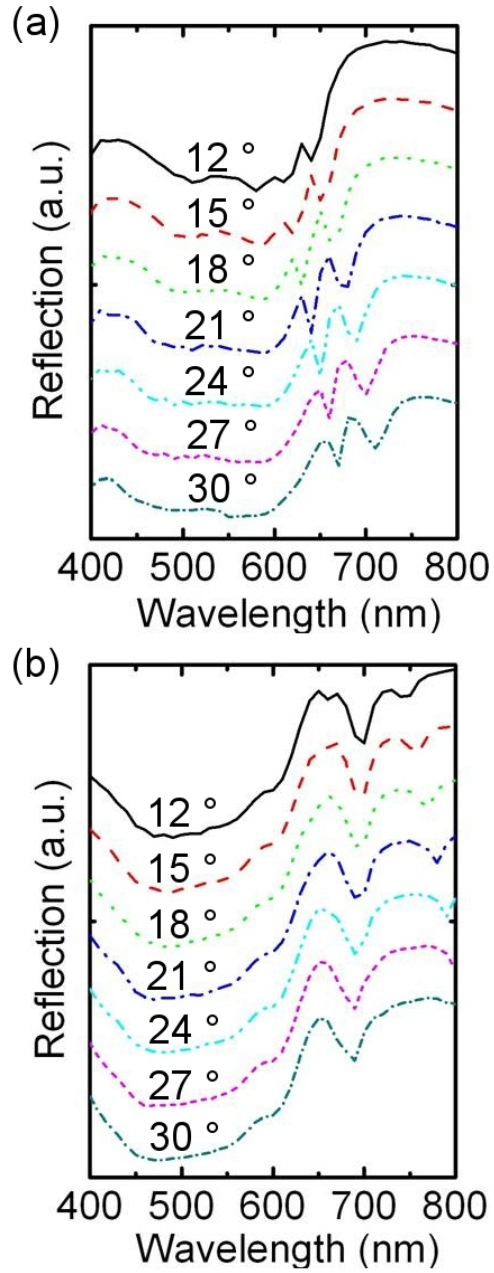 (a)
Reflection (a.u.)
12 °
15 °
18 °
21 °
24 °
27 °
30 °
400 500 600 700 800
Wavelength (nm)
(b)
Reflection (a.u.)
12 °
15 °
18 °
21 °
24 °
27 °
30 °
400 500 600 700 800
Wavelength (nm)